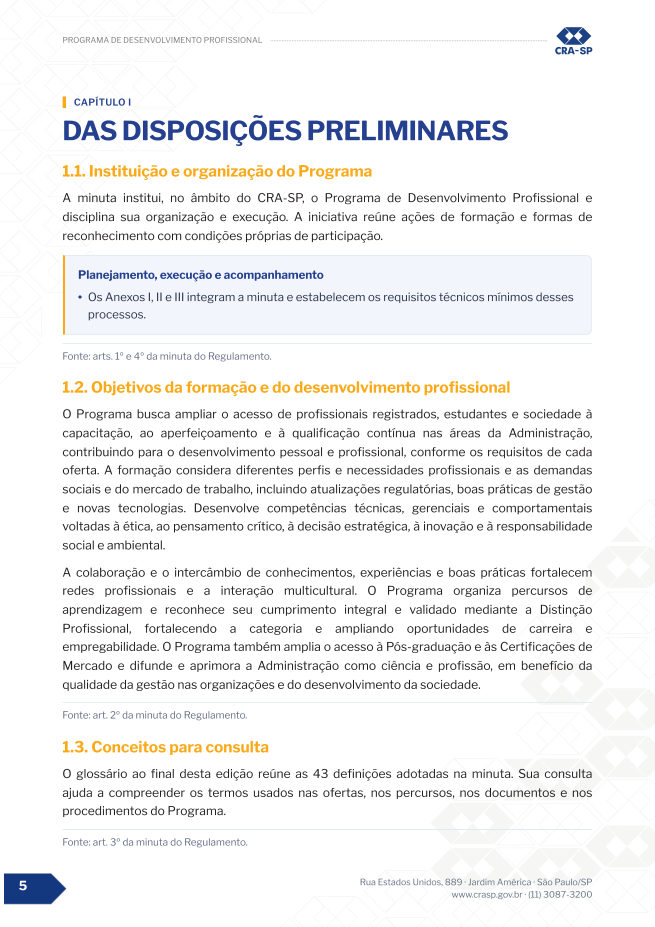 PROGRAMA DE DESENVOLVIMENTO PROFISSIONAL
CRA-SP
CAPÍTULO I
DAS DISPOSIÇÕES PRELIMINARES
1.1. Instituição e organização do Programa
A minuta institui, no âmbito do CRA-SP, o Programa de Desenvolvimento Profissional e
disciplina sua organização e execução. A iniciativa reúne ações de formação e formas de
reconhecimento com condições próprias de participação.
Planejamento, execução e acompanhamento
• Os Anexos I, II e III integram a minuta e estabelecem os requisitos técnicos mínimos desses
processos.
Fonte: arts. 1º e 4º da minuta do Regulamento.
1.2. Objetivos da formação e do desenvolvimento profissional
O Programa busca ampliar o acesso de profissionais registrados, estudantes e sociedade à
capacitação, ao aperfeiçoamento e à qualificação contínua nas áreas da Administração,
contribuindo para o desenvolvimento pessoal e profissional, conforme os requisitos de cada
oferta. A formação considera diferentes perfis e necessidades profissionais e as demandas
sociais e do mercado de trabalho, incluindo atualizações regulatórias, boas práticas de gestão
e novas tecnologias. Desenvolve competências técnicas, gerenciais e comportamentais
voltadas à ética, ao pensamento crítico, à decisão estratégica, à inovação e à responsabilidade
social e ambiental.
A colaboração e o intercâmbio de conhecimentos, experiências e boas práticas fortalecem
redes profissionais e a interação multicultural. O Programa organiza percursos de
aprendizagem e reconhece seu cumprimento integral e validado mediante a Distinção
Profissional, fortalecendo a categoria e ampliando oportunidades de carreira e
empregabilidade. O Programa também amplia o acesso à Pós-graduação e às Certificações de
Mercado e difunde e aprimora a Administração como ciência e profissão, em benefício da
qualidade da gestão nas organizações e do desenvolvimento da sociedade.
Fonte: art. 2º da minuta do Regulamento.
1.3. Conceitos para consulta
O glossário ao final desta edição reúne as 43 definições adotadas na minuta. Sua consulta
ajuda a compreender os termos usados nas ofertas, nos percursos, nos documentos e nos
procedimentos do Programa.
Fonte: art. 3º da minuta do Regulamento.
5
Rua Estados Unidos, 889 · Jardim América · São Paulo/SP
www.crasp.gov.br · (11) 3087-3200